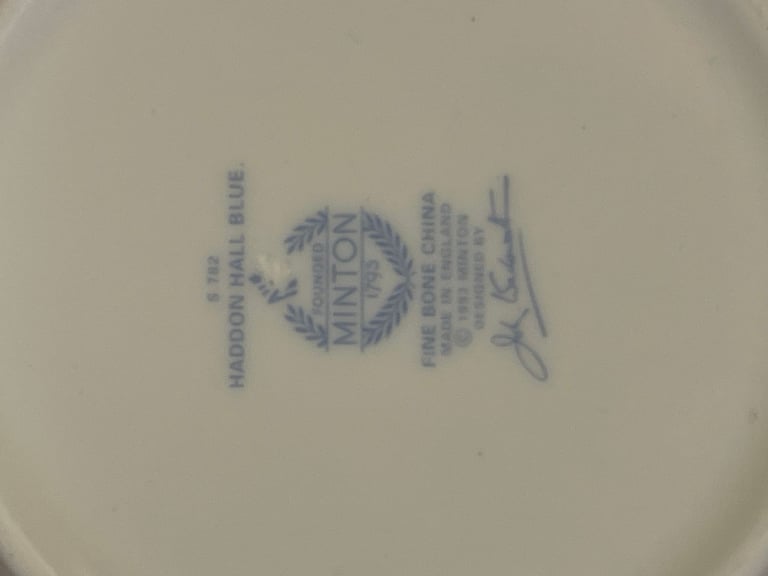 S 782
HADDON HALL BLUE.
FOUNDED
MINTON
1793
FINE BONE CHINA
MADE IN ENGLAND
© 1993 MINTON
DESIGNED BY